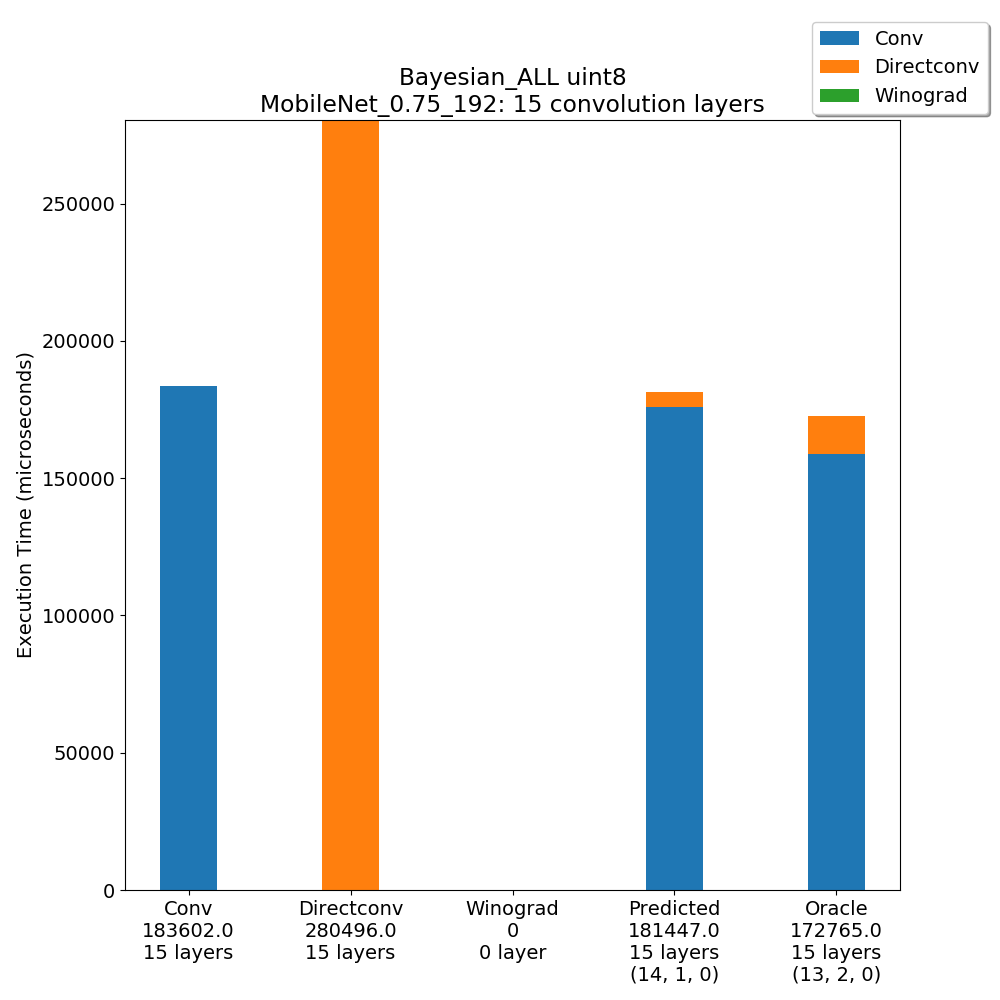 Conv
Directconv
Winograd
Bayesian_ALL uint8
MobileNet_0.75_192: 15 convolution layers
Execution Time (microseconds)
250000
200000
150000
100000
50000
0
Conv
183602.0
15 layers
Directconv
280496.0
15 layers
Winograd
0
0 layer
Predicted
181447.0
15 layers
(14, 1, 0)
Oracle
172765.0
15 layers
(13, 2, 0)